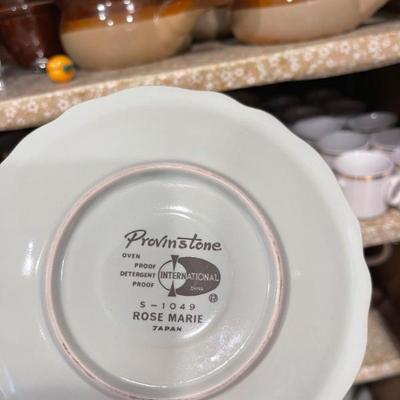 Provinstone
OVEN
PROOF
DETERGENT
PROOF
INTERNATIONAL
S-1049
ROSE MARIE
JAPAN